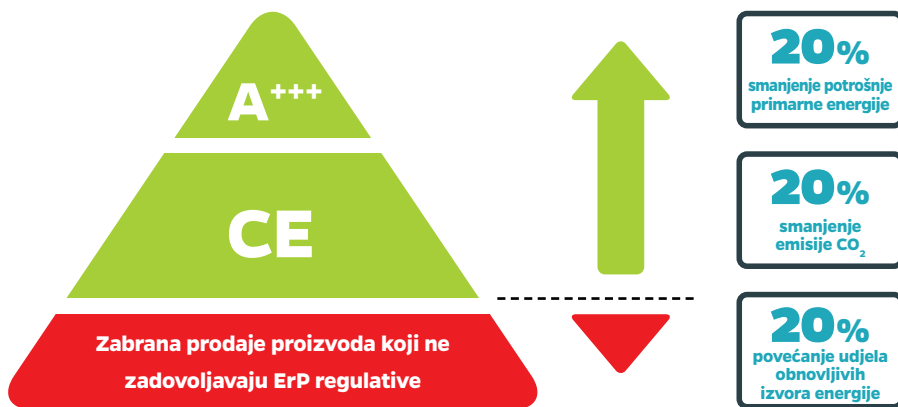 A+++
CE
Zabrana prodaje proizvoda koji ne
zadovoljavaju ErP regulative
20%
smanjenje potrošnje
primarne energije
20%
smanjenje
emisije CO₂
20%
povećanje udjela
obnovljivih
izvora energije